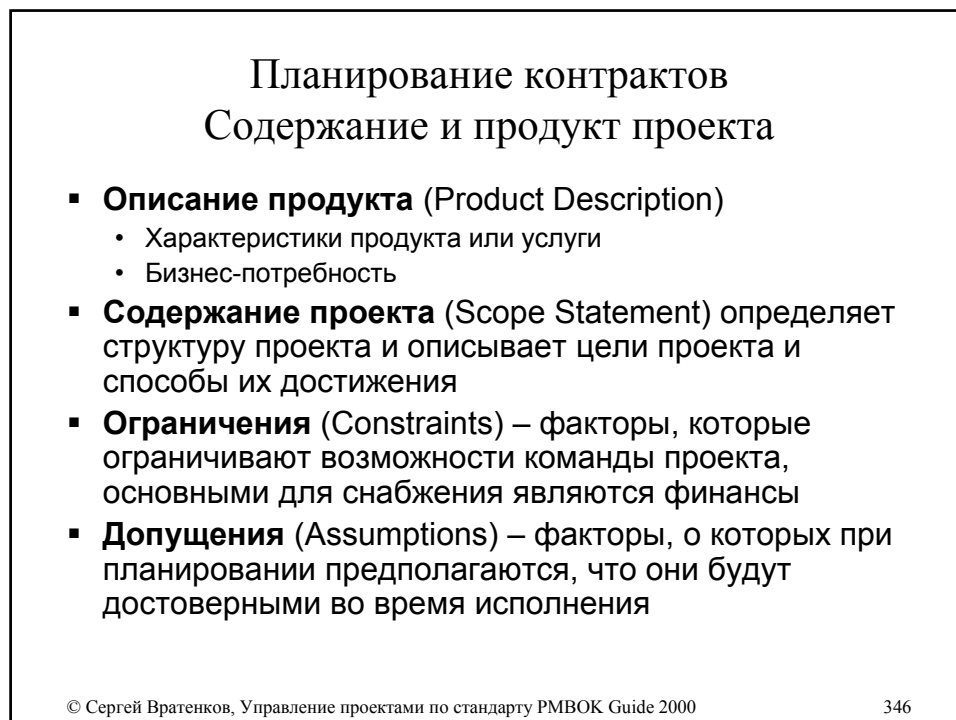 Планирование контрактов
Содержание и продукт проекта
▪ Описание продукта (Product Description)
• Характеристики продукта или услуги
• Бизнес-потребность
▪ Содержание проекта (Scope Statement) определяет
структуру проекта и описывает цели проекта и
способы их достижения
▪ Ограничения (Constraints) – факторы, которые
ограничивают возможности команды проекта,
основными для снабжения являются финансы
▪ Допущения (Assumptions) – факторы, о которых при
планировании предполагаются, что они будут
достоверными во время исполнения
© Сергей Вратенков, Управление проектами по стандарту PMBOK Guide 2000 346